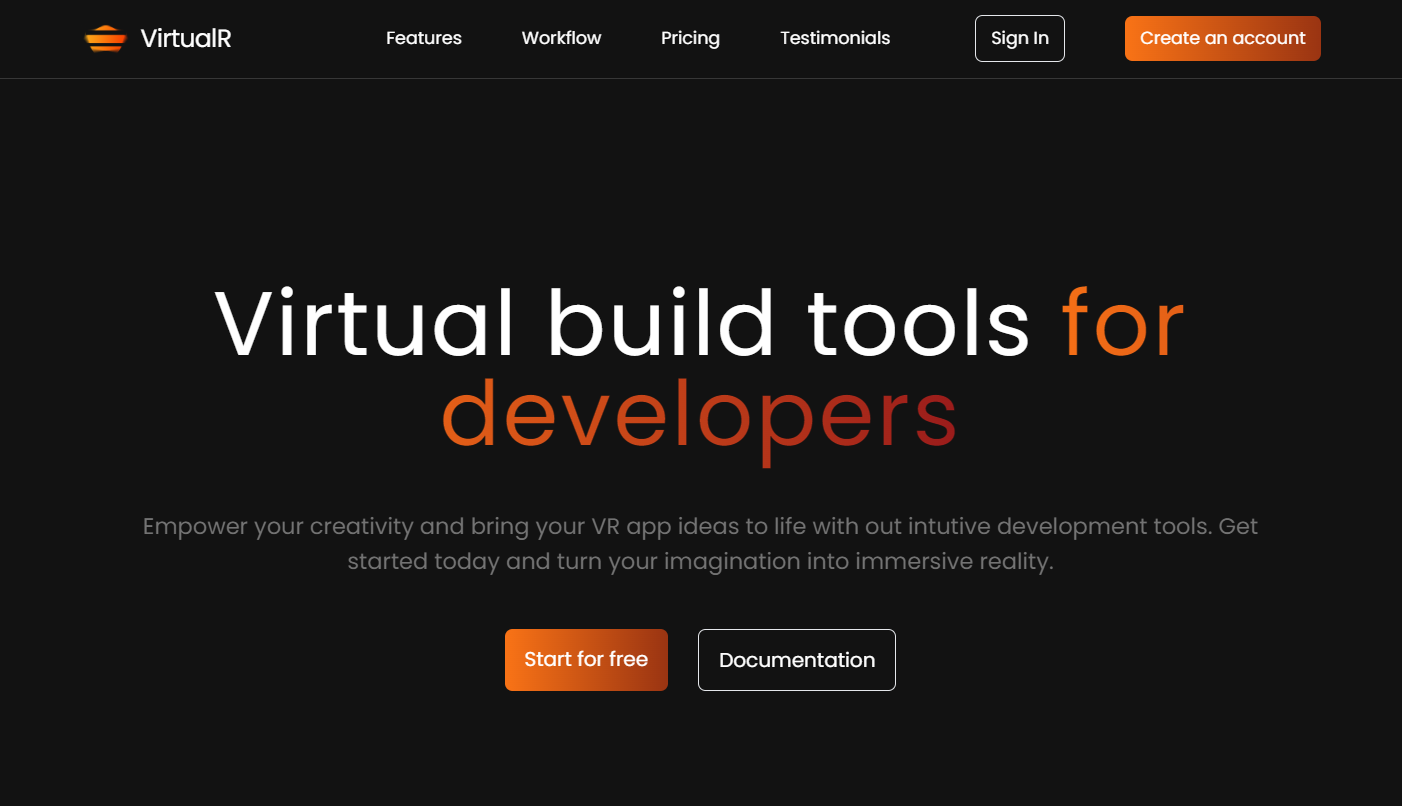 VirtualR
Features
Workflow
Pricing
Testimonials
Sign In
Create an account
Virtual build tools for
developers
Empower your creativity and bring your VR app ideas to life with out intutive development tools. Get
started today and turn your imagination into immersive reality.
Start for free
Documentation